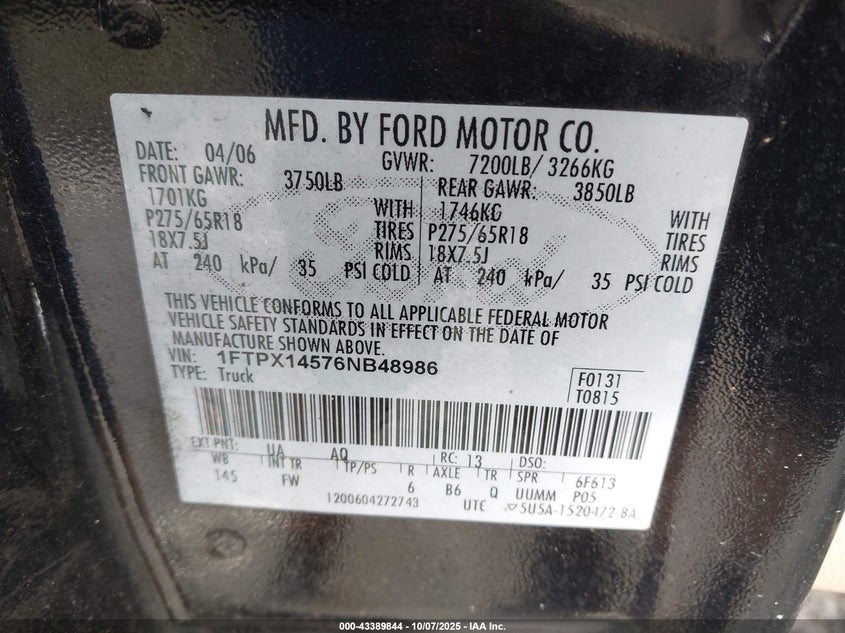 MFD. BY FORD MOTOR CO.
DATE: 04/06 GVWR: 7200LB/ 3266KG
FRONT GAWR: 3750LB REAR GAWR: 3850LB
1701KG WITH 1746KG WITH
P275/65R18 TIRES P275/65R18 TIRES
18X7.5J RIMS 18X7.5J RIMS
AT 240 kPa/ 35 PSI COLD AT 240 kPa/ 35 PSI COLD
THIS VEHICLE CONFORMS TO ALL APPLICABLE FEDERAL MOTOR
VEHICLE SAFETY STANDARDS IN EFFECT ON THE DATE OF
MANUFACTURE SHOWN ABOVE.
VIN: 1FTPX14576NB48986
TYPE: Truck
F0131
T0815
EXT PNT: UA AQ RC: 13 DSO:
WB INT TR TP/PS R AXLE TR SPR 6F613
145 FW 6 B6 Q UUMM P05
1200604272743 UTC 5U5A-1520472-BA
000-43389844 - 10/07/2025 - IAA Inc.